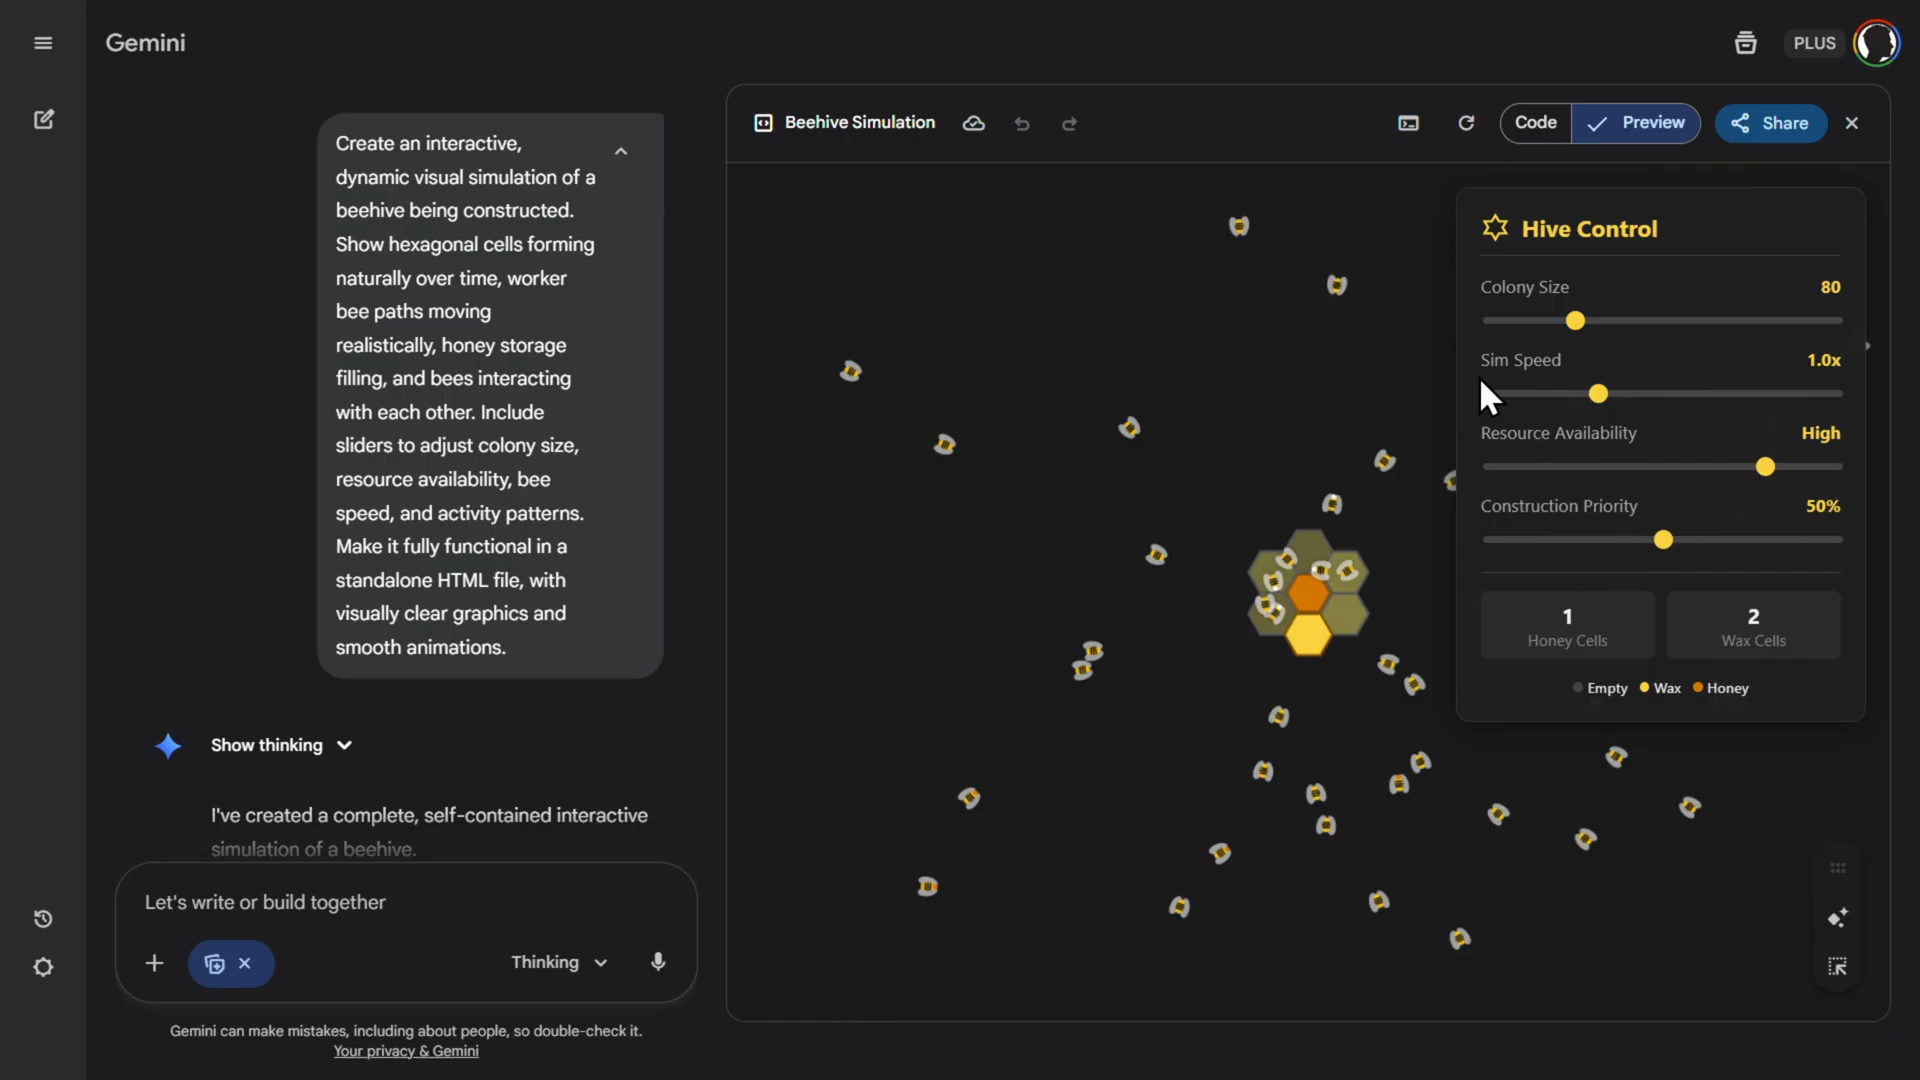 Gemini
PLUS
Create an interactive,
dynamic visual simulation of a
beehive being constructed.
Show hexagonal cells forming
naturally over time, worker
bee paths moving
realistically, honey storage
filling, and bees interacting
with each other. Include
sliders to adjust colony size,
resource availability, bee
speed, and activity patterns.
Make it fully functional in a
standalone HTML file, with
visually clear graphics and
smooth animations.
Show thinking
I've created a complete, self-contained interactive
simulation of a beehive.
Let's write or build together
Thinking
Gemini can make mistakes, including about people, so double-check it.
Your privacy & Gemini
Beehive Simulation
Code
Preview
Share
Hive Control
Colony Size 80
Sim Speed 1.0x
Resource Availability High
Construction Priority 50%
1 2
Honey Cells Wax Cells
Empty Wax Honey